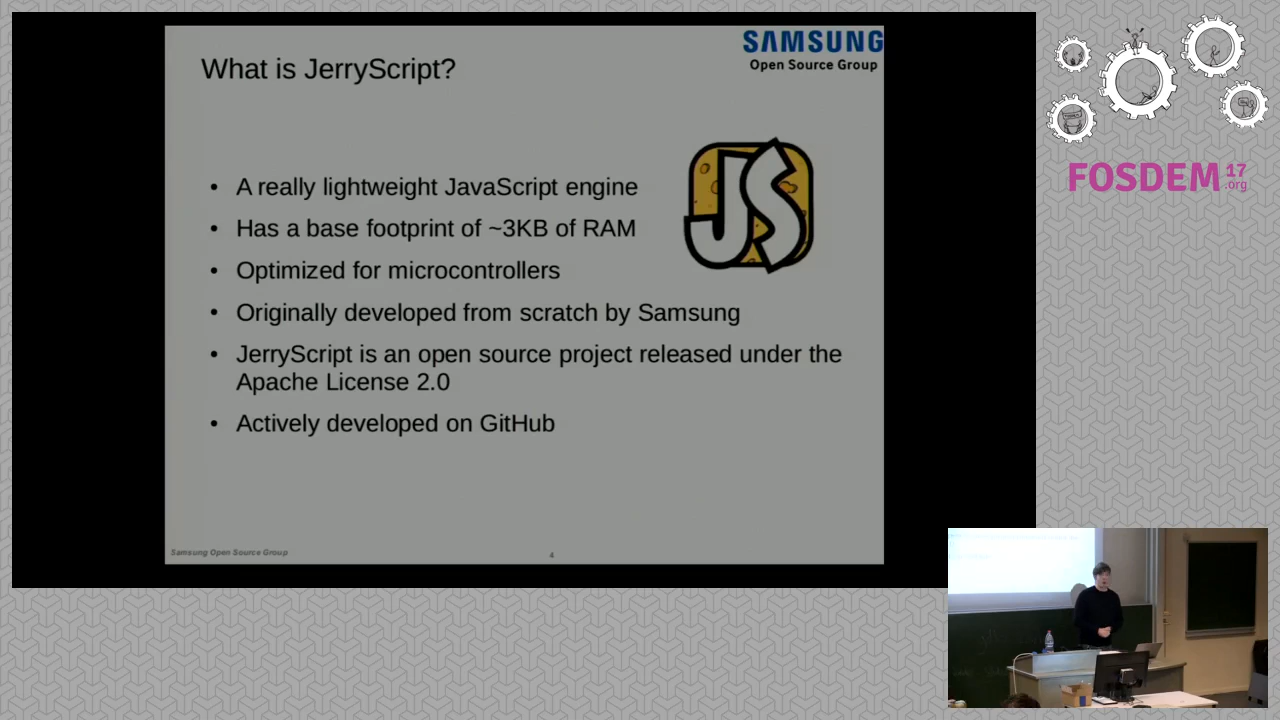 What is JerryScript?
SAMSUNG
Open Source Group
JS
• A really lightweight JavaScript engine
• Has a base footprint of ~3KB of RAM
• Optimized for microcontrollers
• Originally developed from scratch by Samsung
• JerryScript is an open source project released under the
Apache License 2.0
• Actively developed on GitHub
Samsung Open Source Group
4
FOSDEM 17
.org